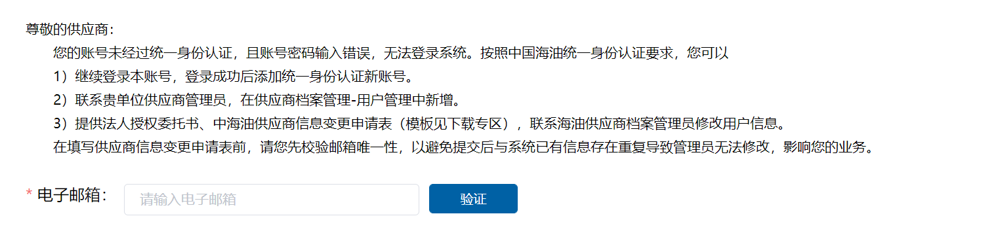 尊敬的供应商：
您的账号未经过统一身份认证，且账号密码输入错误，无法登录系统。按照中国海油统一身份认证要求，您可以
1）继续登录本账号，登录成功后添加统一身份认证新账号。
2）联系贵单位供应商管理员，在供应商档案管理-用户管理中新增。
3）提供法人授权委托书、中海油供应商信息变更申请表（模板见下载专区），联系海油供应商档案管理员修改用户信息。
在填写供应商信息变更申请表前，请您先校验邮箱唯一性，以避免提交后与系统已有信息存在重复导致管理员无法修改，影响您的业务。
* 电子邮箱： 请输入电子邮箱 验证